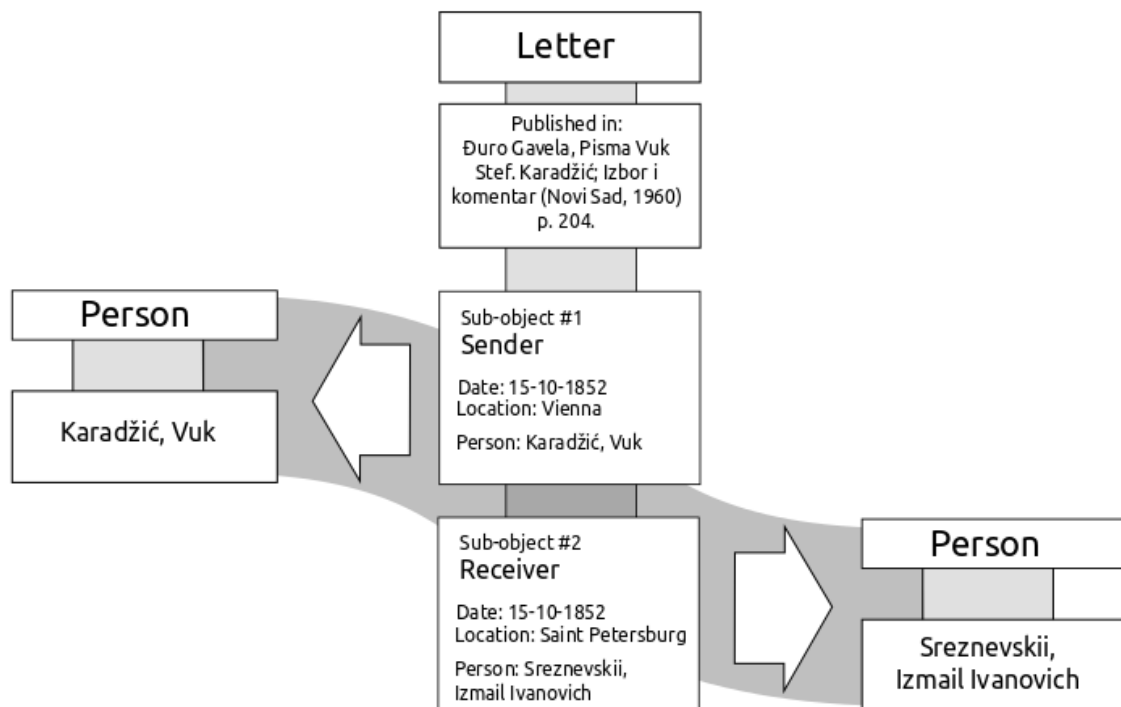 Letter
Published in:
Đuro Gavela, Pisma Vuk
Stef. Karadžić; Izbor i
komentar (Novi Sad, 1960)
p. 204.
Person
Karadžić, Vuk
Sub-object #1
Sender
Date: 15-10-1852
Location: Vienna
Person: Karadžić, Vuk
Sub-object #2
Receiver
Date: 15-10-1852
Location: Saint Petersburg
Person: Sreznevskii,
Izmail Ivanovich
Person
Sreznevskii,
Izmail Ivanovich